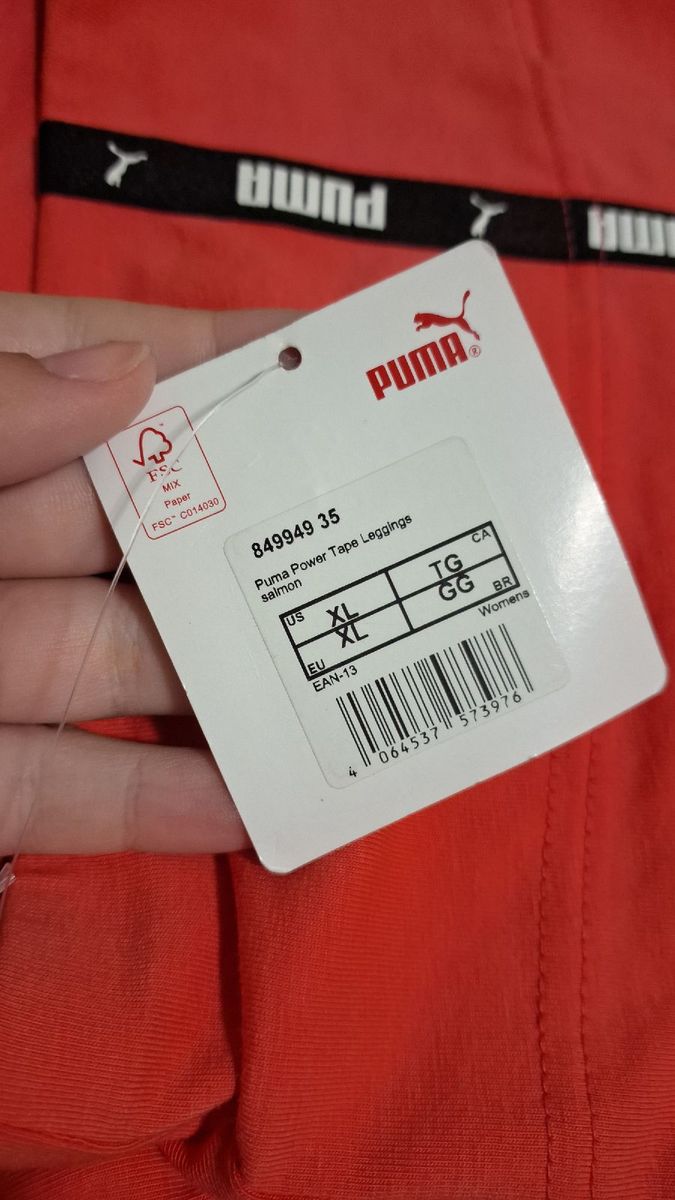 PUMA
PUMA
PUMA®
FSC
MIX
Paper
FSC™ C014030
849949 35
Puma Power Tape Leggings
salmon
US XL TG CA
EU XL GG BR
EAN-13 Womens
4 064537 573976